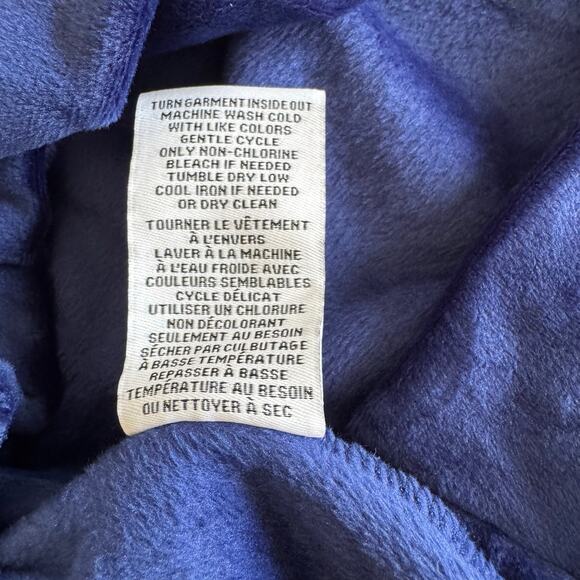 TURN GARMENT INSIDE OUT
MACHINE WASH COLD
WITH LIKE COLORS
GENTLE CYCLE
ONLY NON-CHLORINE
BLEACH IF NEEDED
TUMBLE DRY LOW
COOL IRON IF NEEDED
OR DRY CLEAN
TOURNER LE VÊTEMENT
À L'ENVERS
LAVER À LA MACHINE
À L'EAU FROIDE AVEC
COULEURS SEMBLABLES
CYCLE DÉLICAT
UTILISER UN CHLORURE
NON DÉCOLORANT
SEULEMENT AU BESOIN
SÉCHER PAR CULBUTAGE
À BASSE TEMPÉRATURE
REPASSER À BASSE
TEMPÉRATURE AU BESOIN
OU NETTOYER À SEC